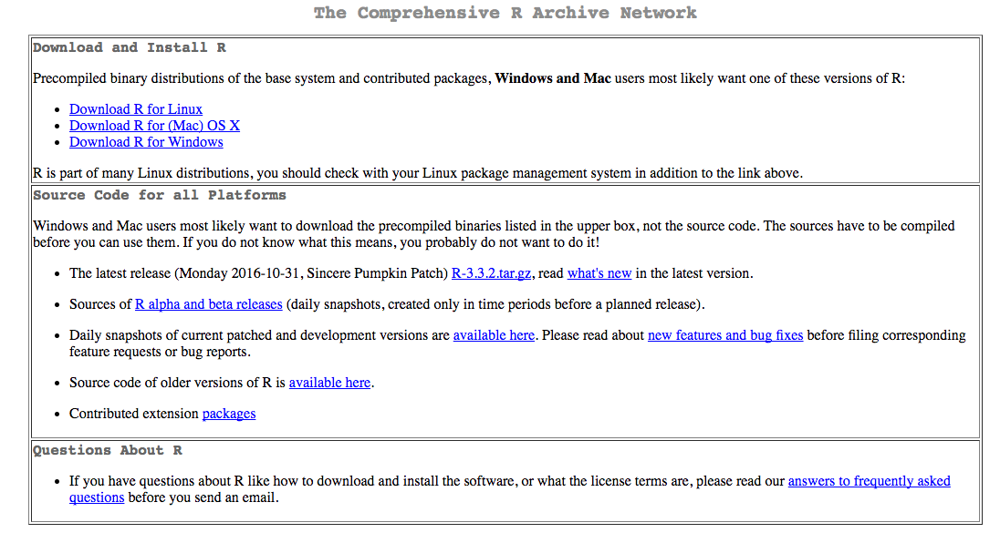 The Comprehensive R Archive Network
Download and Install R
Precompiled binary distributions of the base system and contributed packages, Windows and Mac users most likely want one of these versions of R:
Download R for Linux
Download R for (Mac) OS X
Download R for Windows
R is part of many Linux distributions, you should check with your Linux package management system in addition to the link above.
Source Code for all Platforms
Windows and Mac users most likely want to download the precompiled binaries listed in the upper box, not the source code. The sources have to be compiled
before you can use them. If you do not know what this means, you probably do not want to do it!
The latest release (Monday 2016-10-31, Sincere Pumpkin Patch) R-3.3.2.tar.gz, read what's new in the latest version.
Sources of R alpha and beta releases (daily snapshots, created only in time periods before a planned release).
Daily snapshots of current patched and development versions are available here. Please read about new features and bug fixes before filing corresponding
feature requests or bug reports.
Source code of older versions of R is available here.
Contributed extension packages
Questions About R
If you have questions about R like how to download and install the software, or what the license terms are, please read our answers to frequently asked
questions before you send an email.